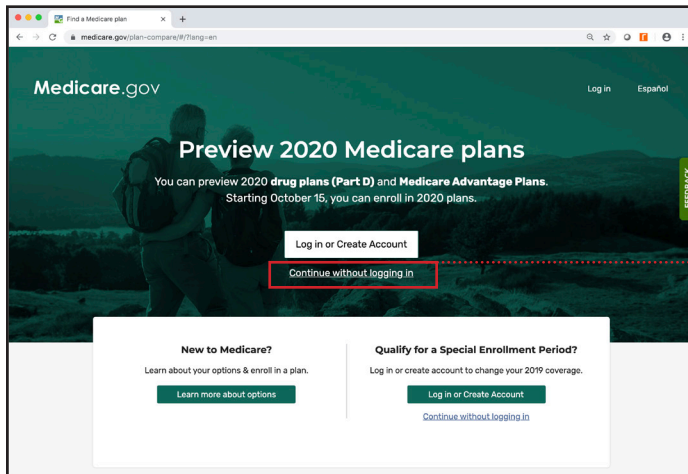 Find a Medicare plan
medicare.gov/plan-compare/#/?lang=en
Medicare.gov
Log in
Español
Preview 2020 Medicare plans
You can preview 2020 drug plans (Part D) and Medicare Advantage Plans.
Starting October 15, you can enroll in 2020 plans.
FEEDBACK
Log in or Create Account
Continue without logging in
New to Medicare?
Learn about your options & enroll in a plan.
Learn more about options
Qualify for a Special Enrollment Period?
Log in or create account to change your 2019 coverage.
Log in or Create Account
Continue without logging in